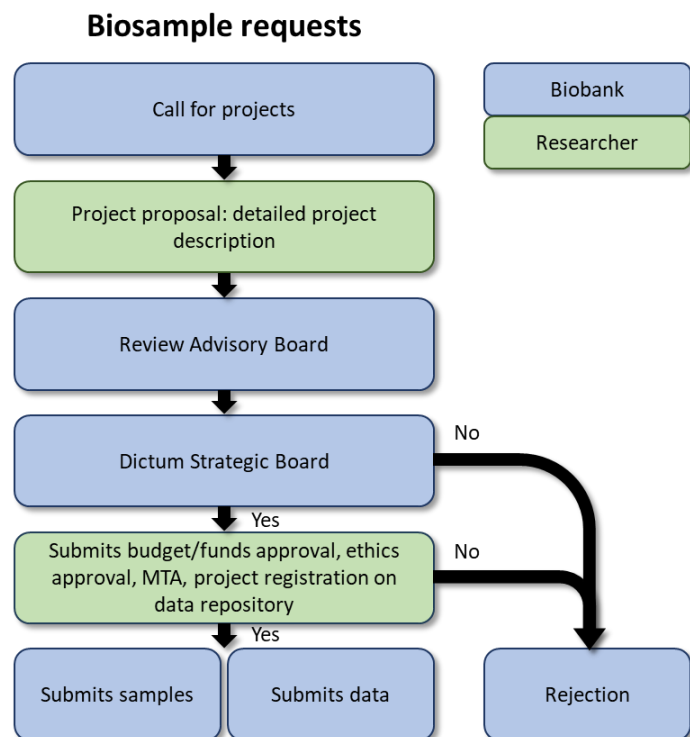 Biosample requests
Call for projects
Biobank
Researcher
Project proposal: detailed project
description
Review Advisory Board
Dictum Strategic Board
No
Yes
Submits budget/funds approval, ethics
approval, MTA, project registration on
data repository
No
Yes
Submits samples
Submits data
Rejection